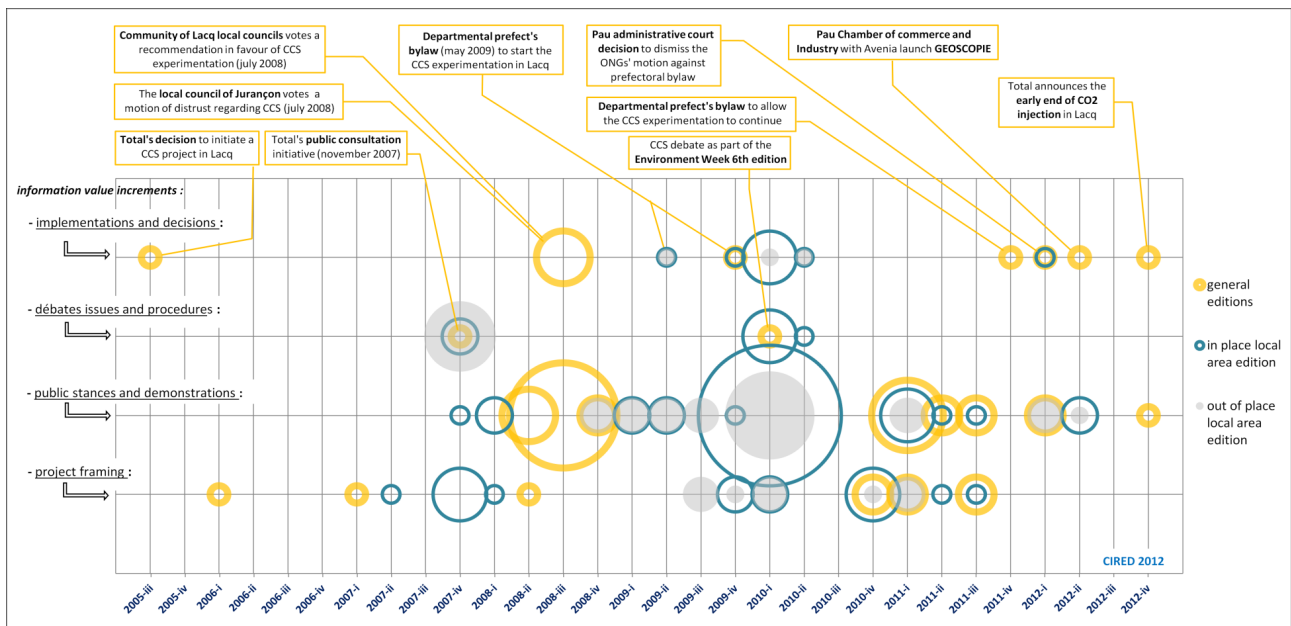 Community of Lacq local councils votes a
recommendation in favour of CCS
experimentation (july 2008)
Departmental prefect's
bylaw (may 2009) to start the
CCS experimentation in Lacq
Pau administrative court
decision to dismiss the
ONGs' motion against
prefectoral bylaw
Pau Chamber of commerce and
Industry with Avenia launch GEOSCOPIE
The local council of Jurançon votes a
motion of distrust regarding CCS (july 2008)
Departmental prefect's bylaw to allow
the CCS experimentation to continue
Total announces the
early end of CO2
injection in Lacq
Total's decision to initiate a
CCS project in Lacq
Total's public consultation
initiative (november 2007)
CCS debate as part of the
Environment Week 6th edition
information value increments :
- implementations and decisions :
- débates issues and procedures :
- public stances and demonstrations :
- project framing :
general
editions
in place local
area edition
out of place
local area
edition
CIRED 2012
2005-iii
2005-iv
2006-i
2006-ii
2006-iii
2006-iv
2007-i
2007-ii
2007-iii
2007-iv
2008-i
2008-ii
2008-iii
2008-iv
2009-i
2009-ii
2009-iii
2009-iv
2010-i
2010-ii
2010-iii
2010-iv
2011-i
2011-ii
2011-iii
2011-iv
2012-i
2012-ii
2012-iii
2012-iv